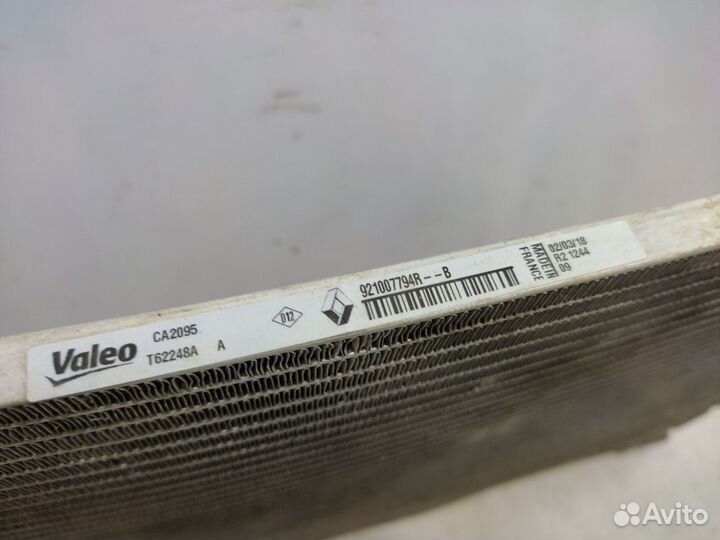 Valeo
CA2095
T62248A A
012
921007794R--B
MADE IN
FRANCE
02/03/18
R2 1244
09
Avito